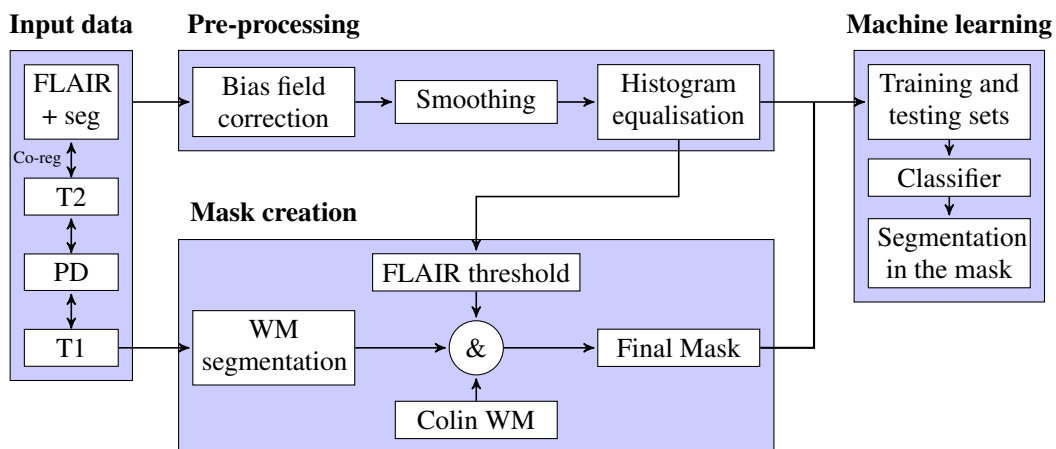 Input data
FLAIR
+ seg
Co-reg
T2
PD
T1
Pre-processing
Bias field
correction
Smoothing
Histogram
equalisation
Mask creation
FLAIR threshold
WM
segmentation
&
Final Mask
Colin WM
Machine learning
Training and
testing sets
Classifier
Segmentation
in the mask